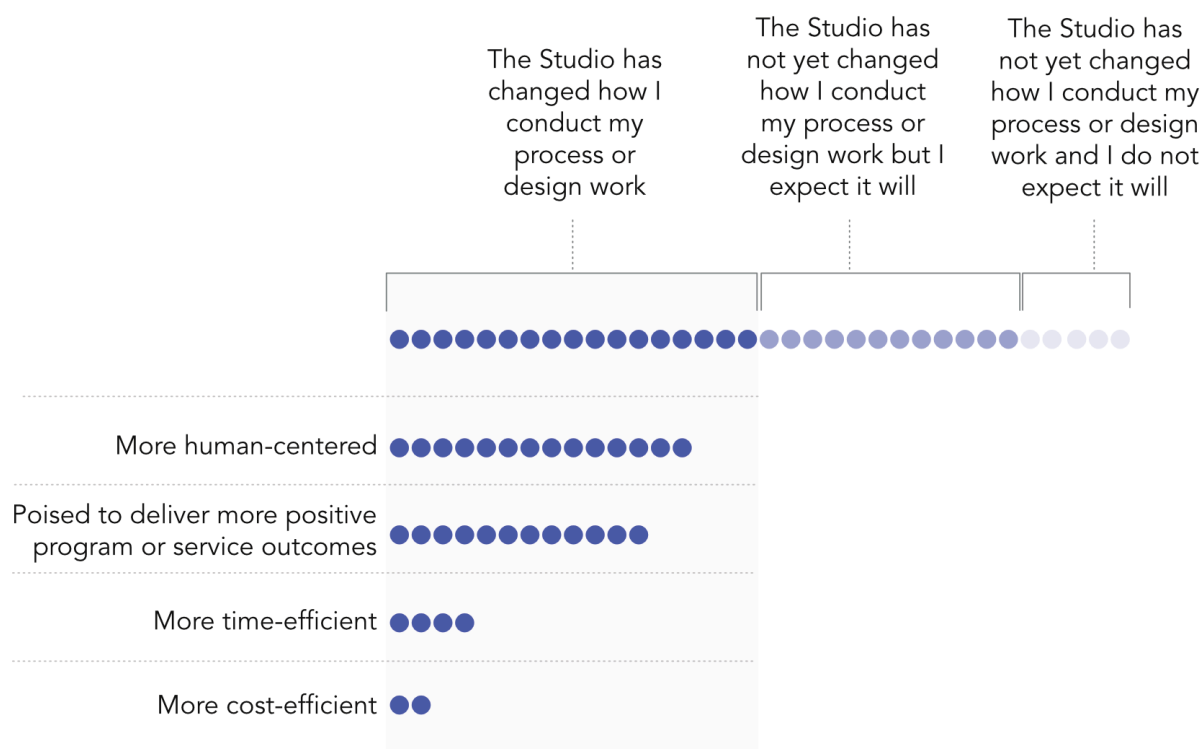 The Studio has
changed how I
conduct my
process or
design work
The Studio has
not yet changed
how I conduct
my process or
design work but I
expect it will
The Studio has
not yet changed
how I conduct my
process or design
work and I do not
expect it will
More human-centered
Poised to deliver more positive
program or service outcomes
More time-efficient
More cost-efficient